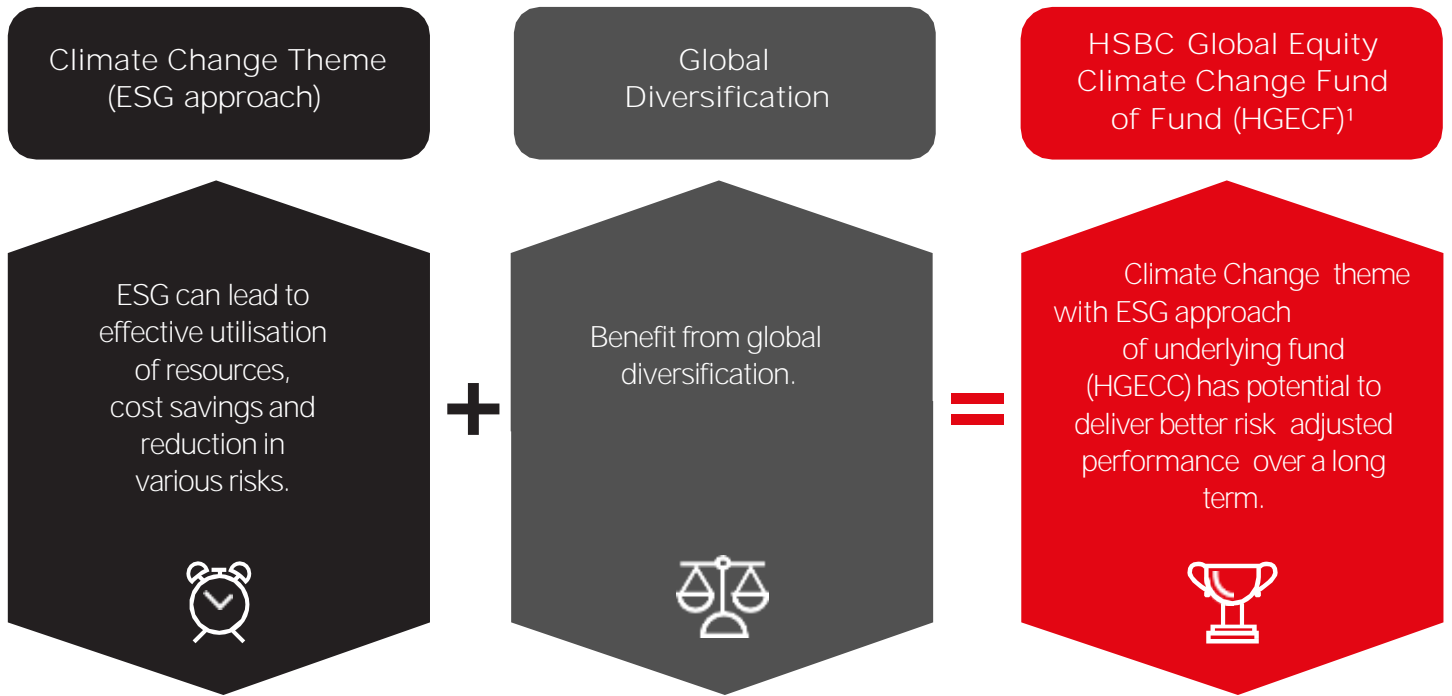 Climate Change Theme
(ESG approach)
Global
Diversification
HSBC Global Equity
Climate Change Fund
of Fund (HGECF)¹
ESG can lead to
effective utilisation
of resources,
cost savings and
reduction in
various risks.
+
Benefit from global
diversification.
=
Climate Change theme
with ESG approach
of underlying fund
(HGECC) has potential to
deliver better risk adjusted
performance over a long
term.